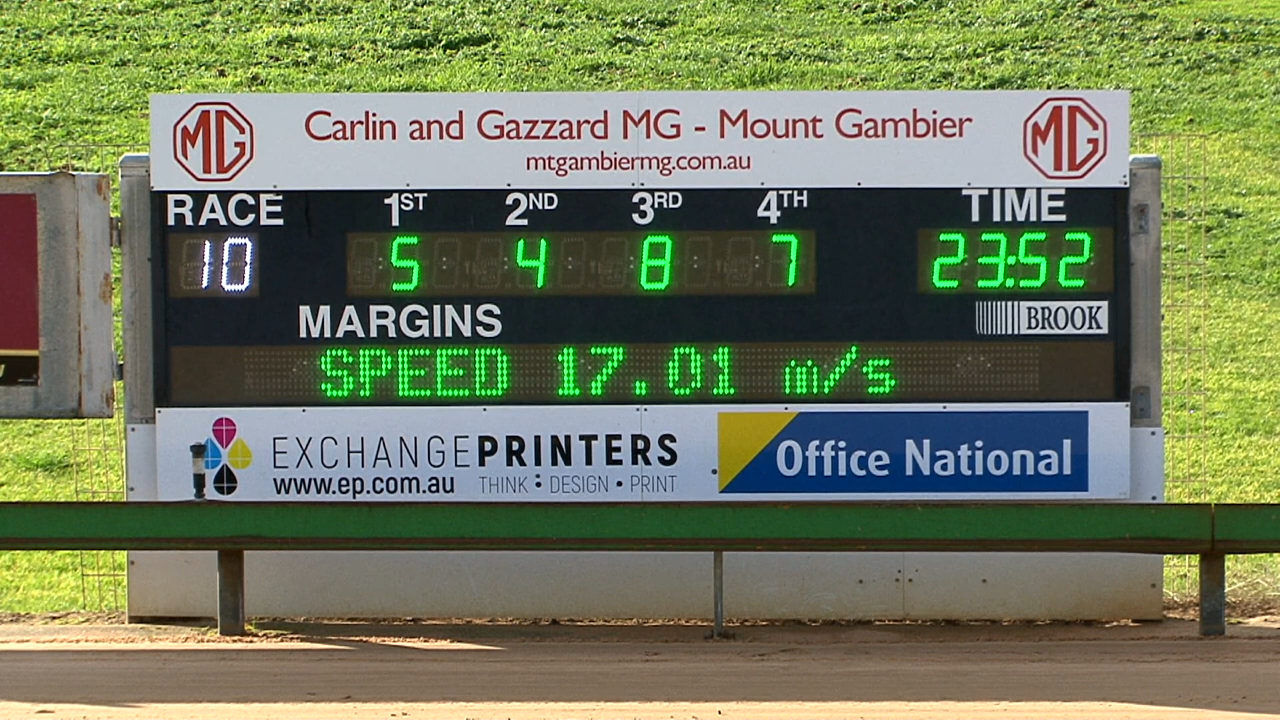 MG Carlin and Gazzard MG - Mount Gambier MG
mtgambiermg.com.au
RACE 1ST 2ND 3RD 4TH TIME
10 5 4 8 7 23:52
MARGINS BROOK
SPEED 17.01 m/s
EXCHANGEPRINTERS
www.ep.com.au THINK : DESIGN • PRINT
Office National